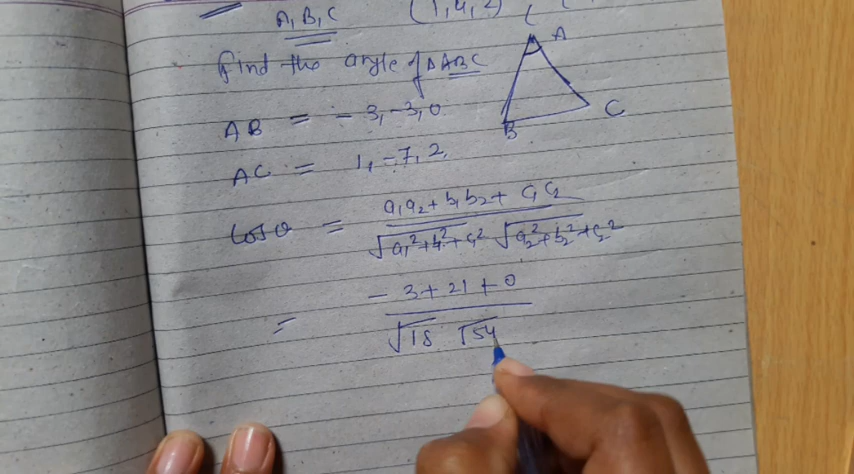 A, B, C (1, 4, 2) (
find the angle of ΔABC
A
B
C
AB = - 3, -3, 0
AC = 1, -7, 2,
Cosθ = a₁a₂ + b₁b₂ + c₁c₂
√a₁²+b₁²+c₁² √a₂²+b₂²+c₂²
= - 3 + 21 + 0
√18 √54